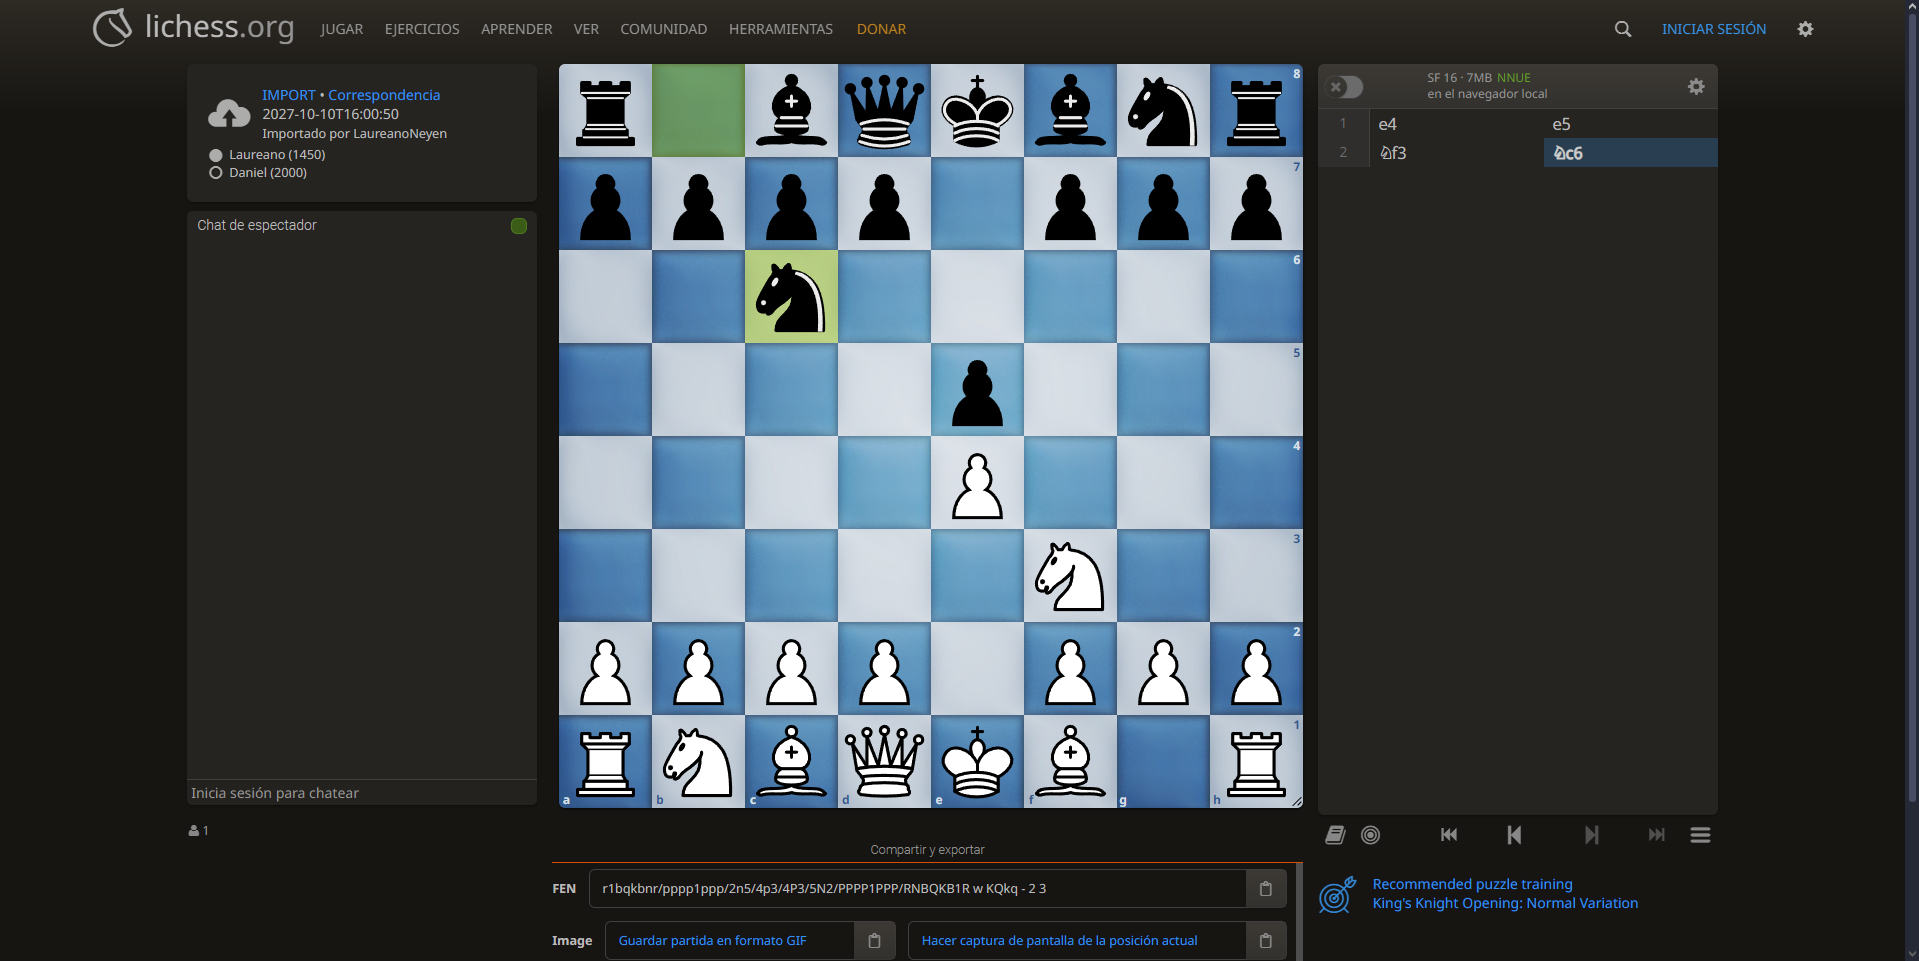 lichess.org
JUGAR EJERCICIOS APRENDER VER COMUNIDAD HERRAMIENTAS DONAR
INICIAR SESIÓN
IMPORT • Correspondencia
2027-10-10T16:00:50
Importado por LaureanoNeyen
Laureano (1450)
Daniel (2000)
Chat de espectador
Inicia sesión para chatear
1
8
7
6
5
4
3
2
1
a b c d e f g h
SF 16 · 7MB NNUE
en el navegador local
1 e4 e5
2 ♘f3 ♞c6
Compartir y exportar
FEN r1bqkbnr/pppp1ppp/2n5/4p3/4P3/5N2/PPPP1PPP/RNBQKB1R w KQkq - 2 3
Image Guardar partida en formato GIF Hacer captura de pantalla de la posición actual
Recommended puzzle training
King's Knight Opening: Normal Variation